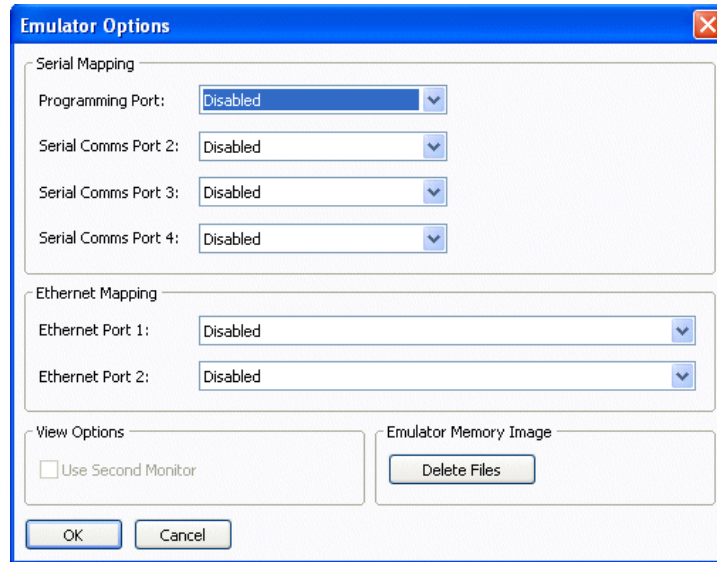 Emulator Options
Serial Mapping
Programming Port: Disabled
Serial Comms Port 2: Disabled
Serial Comms Port 3: Disabled
Serial Comms Port 4: Disabled
Ethernet Mapping
Ethernet Port 1: Disabled
Ethernet Port 2: Disabled
View Options
Use Second Monitor
Emulator Memory Image
Delete Files
OK Cancel